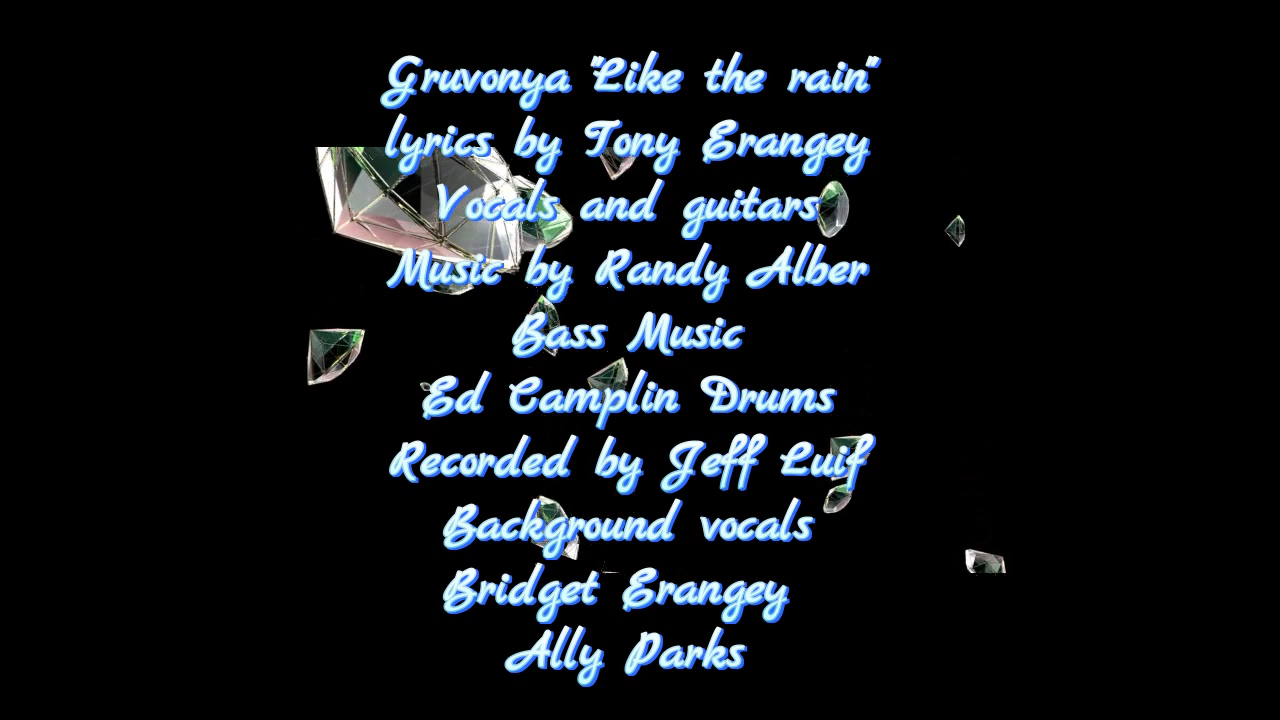 Gruvonya "Like the rain"
lyrics by Tony Erangey
Vocals and guitars
Music by Randy Alber
Bass Music
Ed Camplin Drums
Recorded by Jeff Luif
Background vocals
Bridget Erangey
Ally Parks